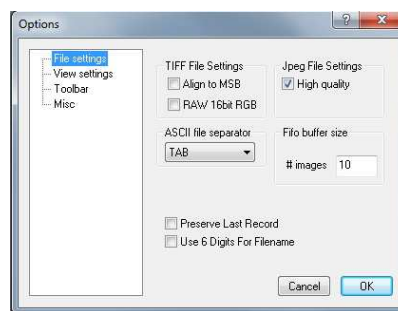 Options
File settings
View settings
Toolbar
Misc
TIFF File Settings
Align to MSB
RAW 16bit RGB
Jpeg File Settings
High quality
ASCII file separator
TAB
Fifo buffer size
# images 10
Preserve Last Record
Use 6 Digits For Filename
Cancel
OK